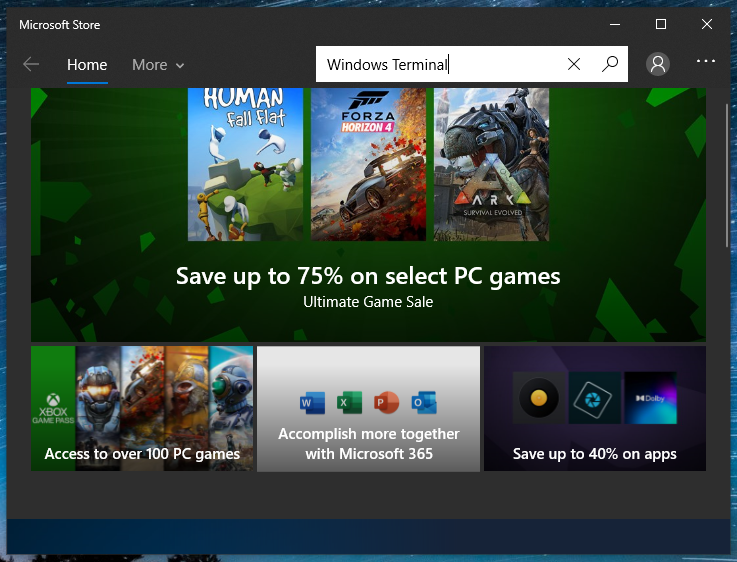 Microsoft Store
Home
More
Windows Terminal
HUMAN
fall flat
FORZA
HORIZON 4
ARK
SURVIVAL EVOLVED
Save up to 75% on select PC games
Ultimate Game Sale
XBOX
GAME PASS
Access to over 100 PC games
W
X
P
O
Accomplish more together
with Microsoft 365
Dolby
Save up to 40% on apps